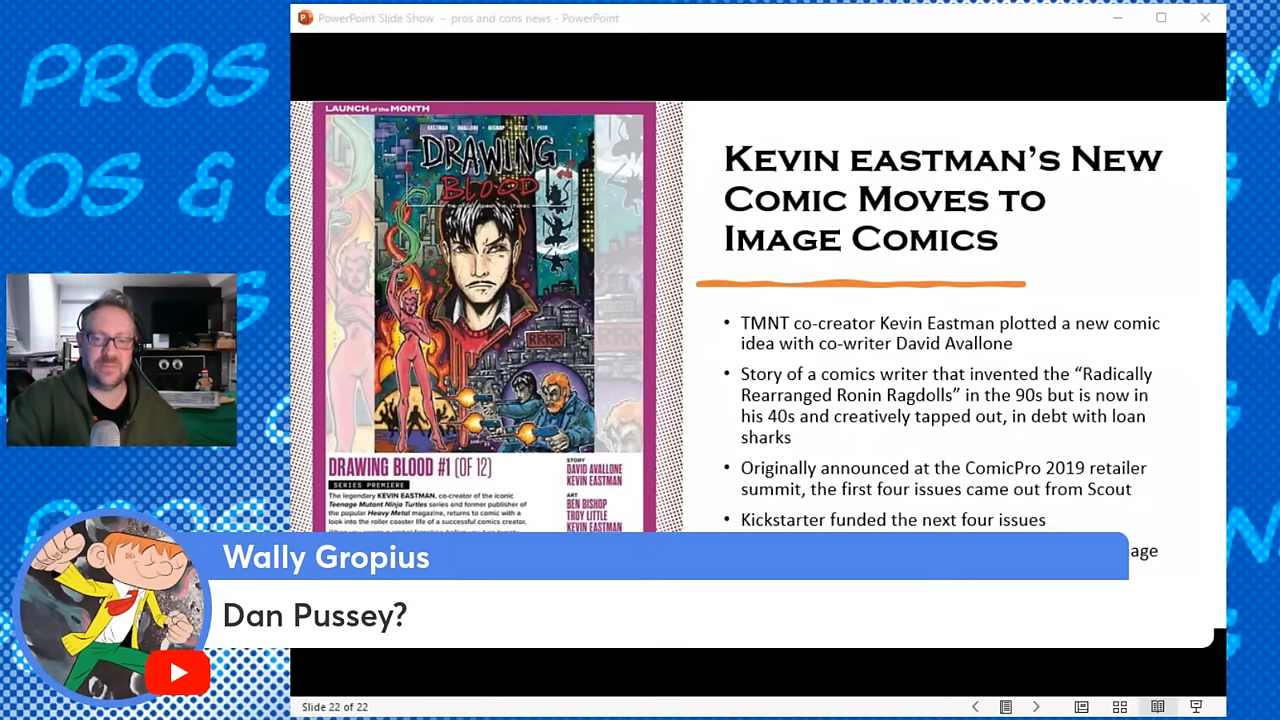 PowerPoint Slide Show - pros and cons news - PowerPoint
PROS
OS & C
LAUNCH of the MONTH
EASTMAN • AVALLONE • BISHOP • LITTLE • PEER
DRAWING
BLOOD
RRRR
DRAWING BLOOD #1 (OF 12)
SERIES PREMIERE
The legendary KEVIN EASTMAN, co-creator of the iconic
Teenage Mutant Ninja Turtles series and former publisher of
the popular Heavy Metal magazine, returns to comic with a
look into the roller coaster life of a successful comics creator.
STORY
DAVID AVALLONE
KEVIN EASTMAN
ART
BEN BISHOP
TROY LITTLE
KEVIN EASTMAN
KEVIN EASTMAN'S NEW
COMIC MOVES TO
IMAGE COMICS
• TMNT co-creator Kevin Eastman plotted a new comic
idea with co-writer David Avallone
• Story of a comics writer that invented the “Radically
Rearranged Ronin Ragdolls” in the 90s but is now in
his 40s and creatively tapped out, in debt with loan
sharks
• Originally announced at the ComicPro 2019 retailer
summit, the first four issues came out from Scout
• Kickstarter funded the next four issues
age
Wally Gropius
Dan Pussey?
Slide 22 of 22